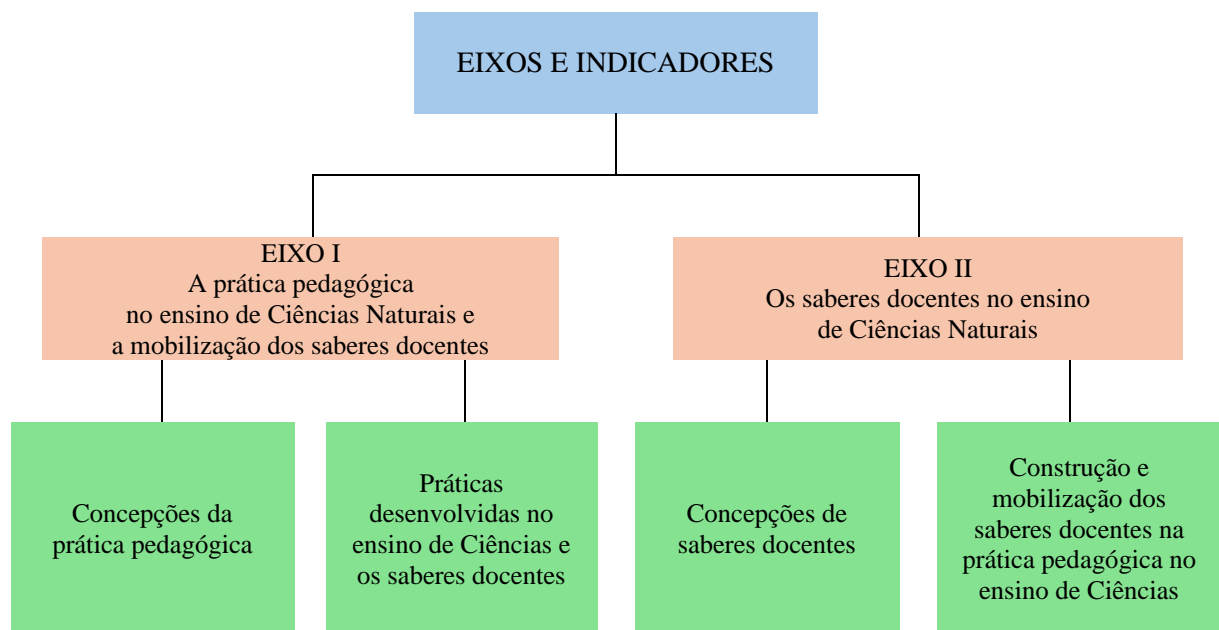 EIXOS E INDICADORES
EIXO I
A prática pedagógica
no ensino de Ciências Naturais e
a mobilização dos saberes docentes
EIXO II
Os saberes docentes no ensino
de Ciências Naturais
Concepções da
prática pedagógica
Práticas
desenvolvidas no
ensino de Ciências e
os saberes docentes
Concepções de
saberes docentes
Construção e
mobilização dos
saberes docentes na
prática pedagógica no
ensino de Ciências